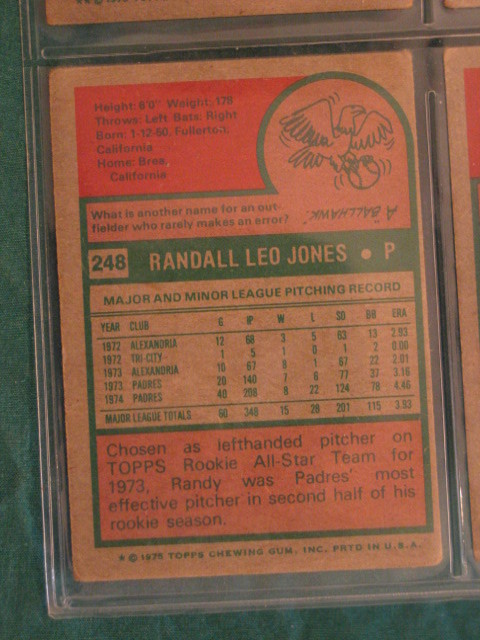 Height: 6'0" Weight: 178
Throws: Left Bats: Right
Born: 1-12-50, Fullerton,
California
Home: Brea,
California
What is another name for an out-
fielder who rarely makes an error?
A "BALLHAWK."
248 RANDALL LEO JONES • P
MAJOR AND MINOR LEAGUE PITCHING RECORD
YEAR CLUB G IP W L SO BB ERA
1972 ALEXANDRIA 12 68 3 5 63 13 2.93
1972 TRI-CITY 1 5 1 0 1 2 0.00
1973 ALEXANDRIA 10 67 8 1 67 22 2.01
1973 PADRES 20 140 7 6 77 37 3.16
1974 PADRES 40 208 8 22 124 78 4.46
MAJOR LEAGUE TOTALS 60 348 15 28 201 115 3.93
Chosen as lefthanded pitcher on
TOPPS Rookie All-Star Team for
1973, Randy was Padres' most
effective pitcher in second half of his
rookie season.
★ © 1975 TOPPS CHEWING GUM, INC. PRTD IN U.S.A.